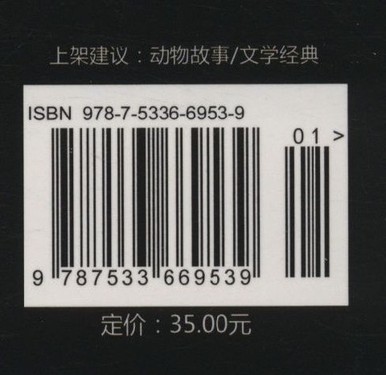 上架建议：动物故事/文学经典
ISBN 978-7-5336-6953-9
01>
9 787533 669539
定价：35.00元